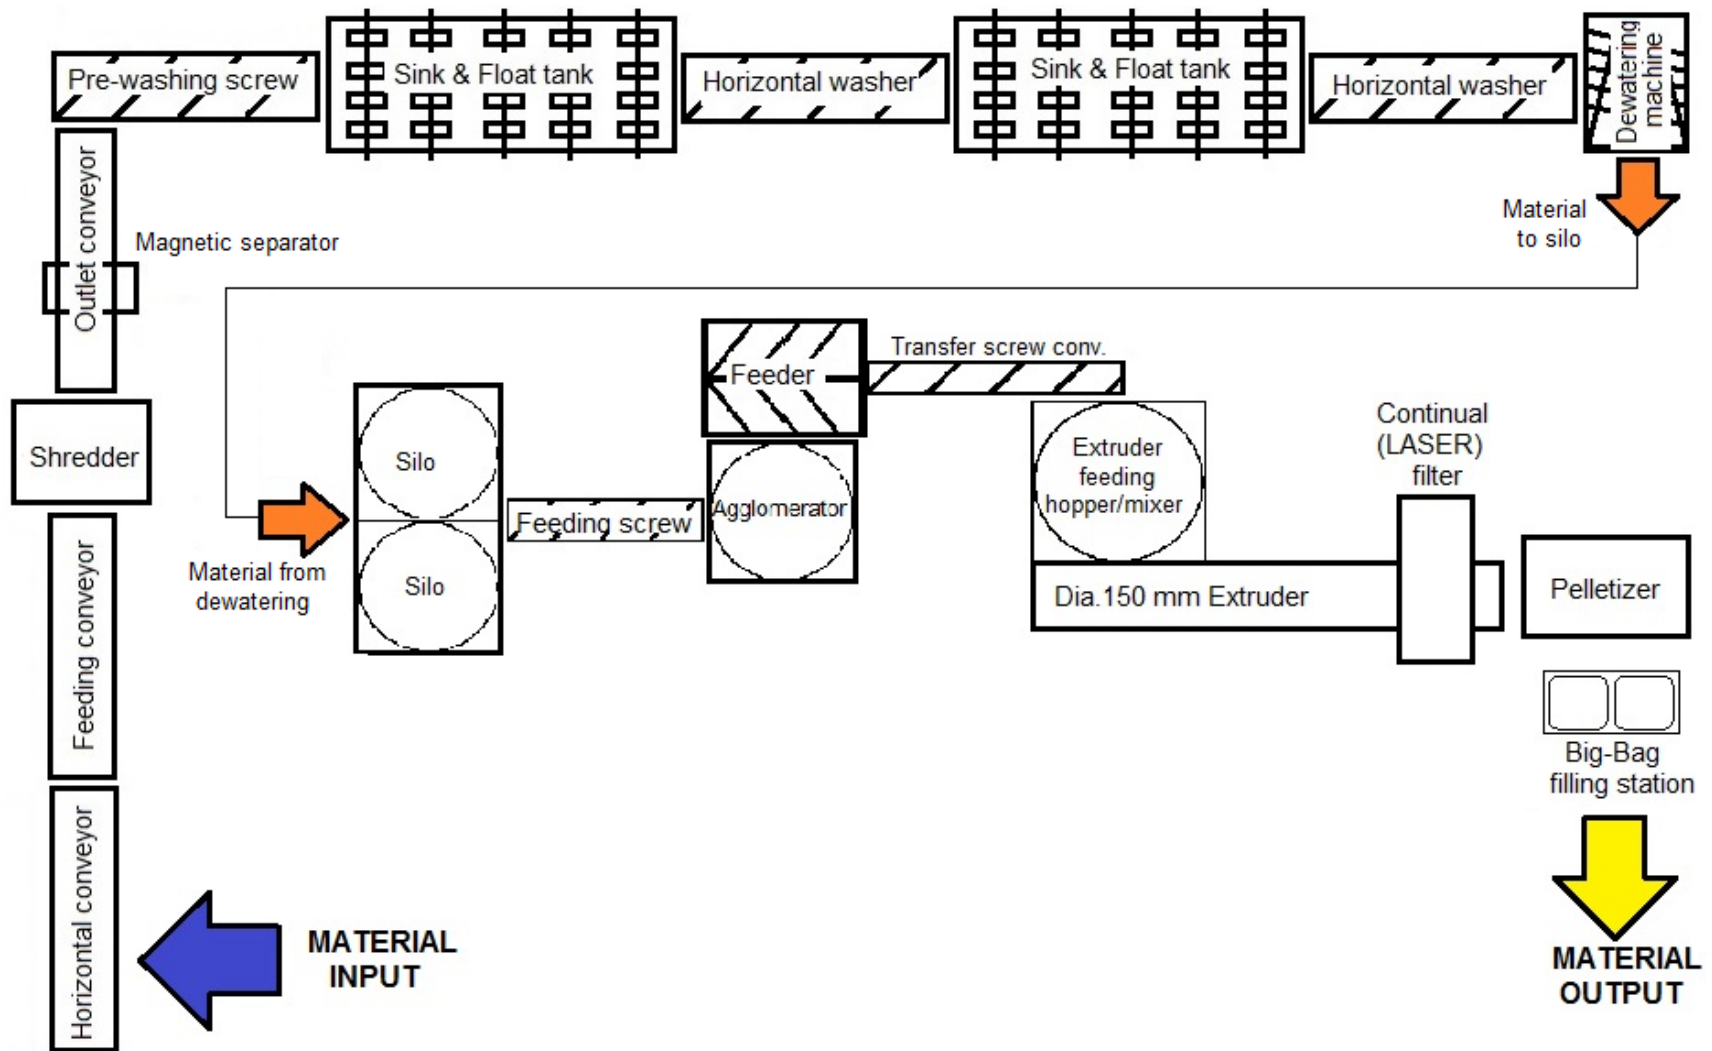 Pre-washing screw
Sink & Float tank
Horizontal washer
Sink & Float tank
Horizontal washer
Dewatering
machine
Outlet conveyor
Magnetic separator
Material
to silo
Shredder
Feeding conveyor
Horizontal conveyor
MATERIAL
INPUT
Material from
dewatering
Silo
Silo
Feeding screw
Feeder
Agglomerator
Transfer screw conv.
Extruder
feeding
hopper/mixer
Dia.150 mm Extruder
Continual
(LASER)
filter
Pelletizer
Big-Bag
filling station
MATERIAL
OUTPUT